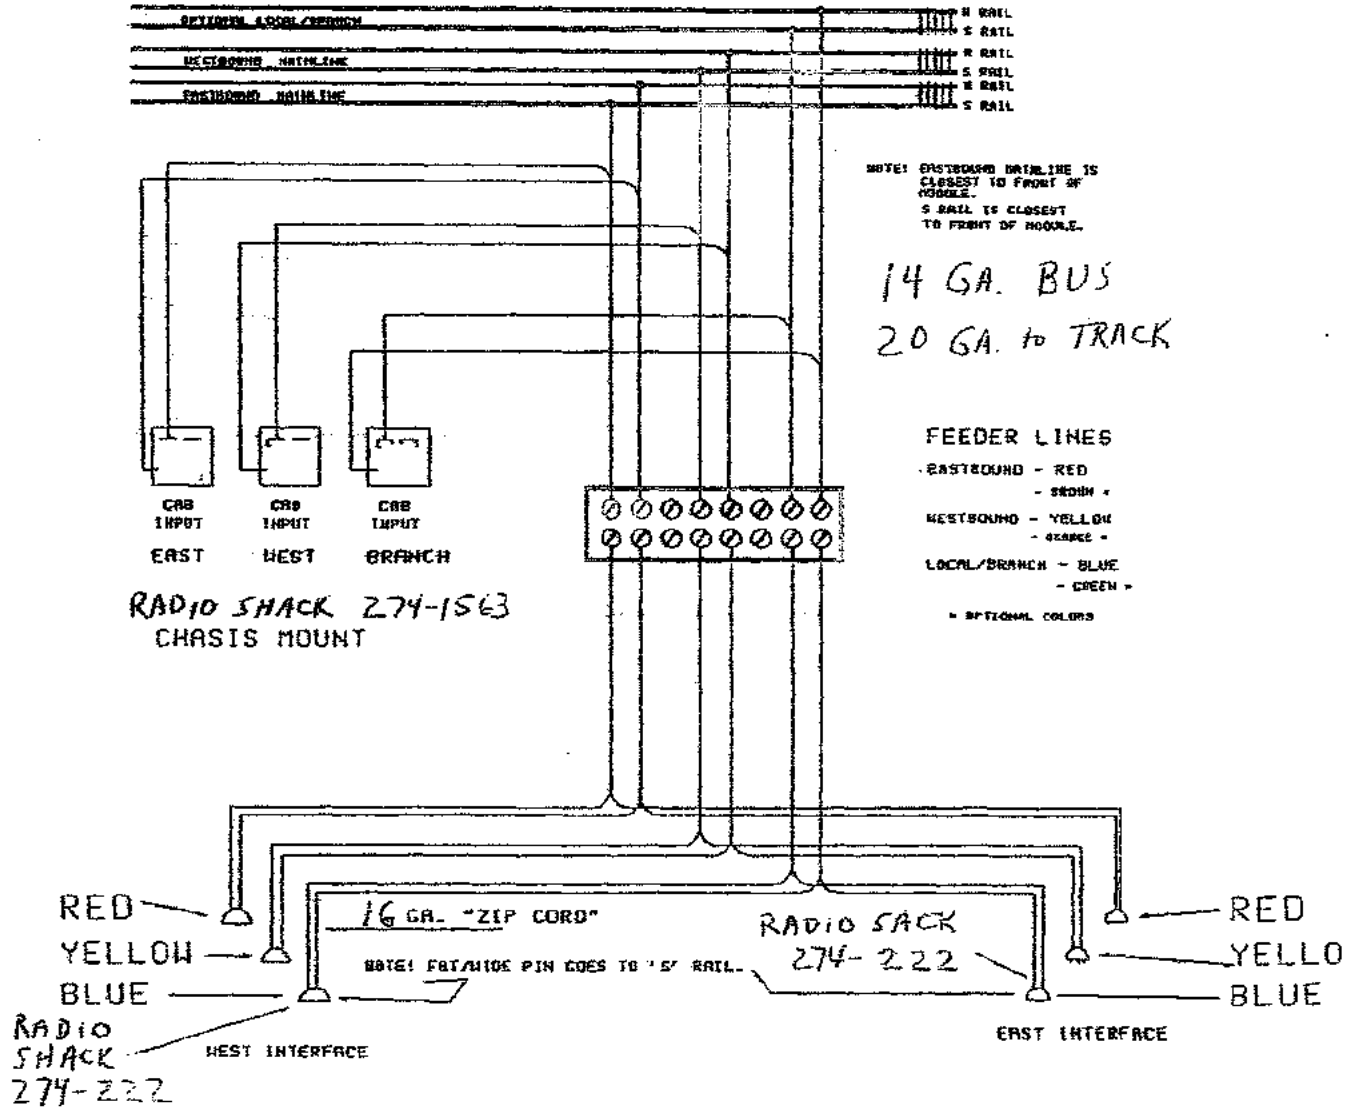 N RAIL
OPTIONAL LOCAL/BRANCH
S RAIL
R RAIL
WESTBOUND MAINLINE
S RAIL
N RAIL
EASTBOUND MAINLINE
S RAIL
NOTE! EASTBOUND MAINLINE IS
CLOSEST TO FRONT OF
MODULE.
S RAIL IS CLOSEST
TO FRONT OF MODULE.
14 GA. BUS
20 GA. to TRACK
FEEDER LINES
EASTBOUND - RED
- BROWN *
WESTBOUND - YELLOW
- ORANGE *
LOCAL/BRANCH - BLUE
- GREEN *
* OPTIONAL COLORS
CAB
INPUT
EAST
CAB
INPUT
WEST
CAB
INPUT
BRANCH
RADIO SHACK 274-1563
CHASIS MOUNT
RED
YELLOW
BLUE
RADIO
SHACK
274-222
WEST INTERFACE
16 GA. "ZIP CORD"
NOTE! FAT/WIDE PIN GOES TO 'S' RAIL.
RADIO SACK
274-222
RED
YELLO
BLUE
EAST INTERFACE